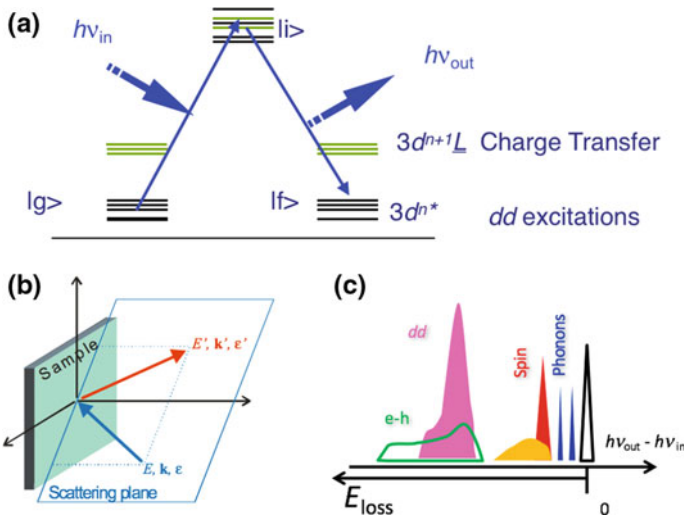 (a)
|i>
hν_in
hν_out
3d^{n+1}L Charge Transfer
|g>
|f>
3d^{n*} dd excitations
(b)
Sample
E', k', ε'
E, k, ε
Scattering plane
(c)
dd
e-h
Spin
Phonons
hν_out - hν_in
E_loss
0